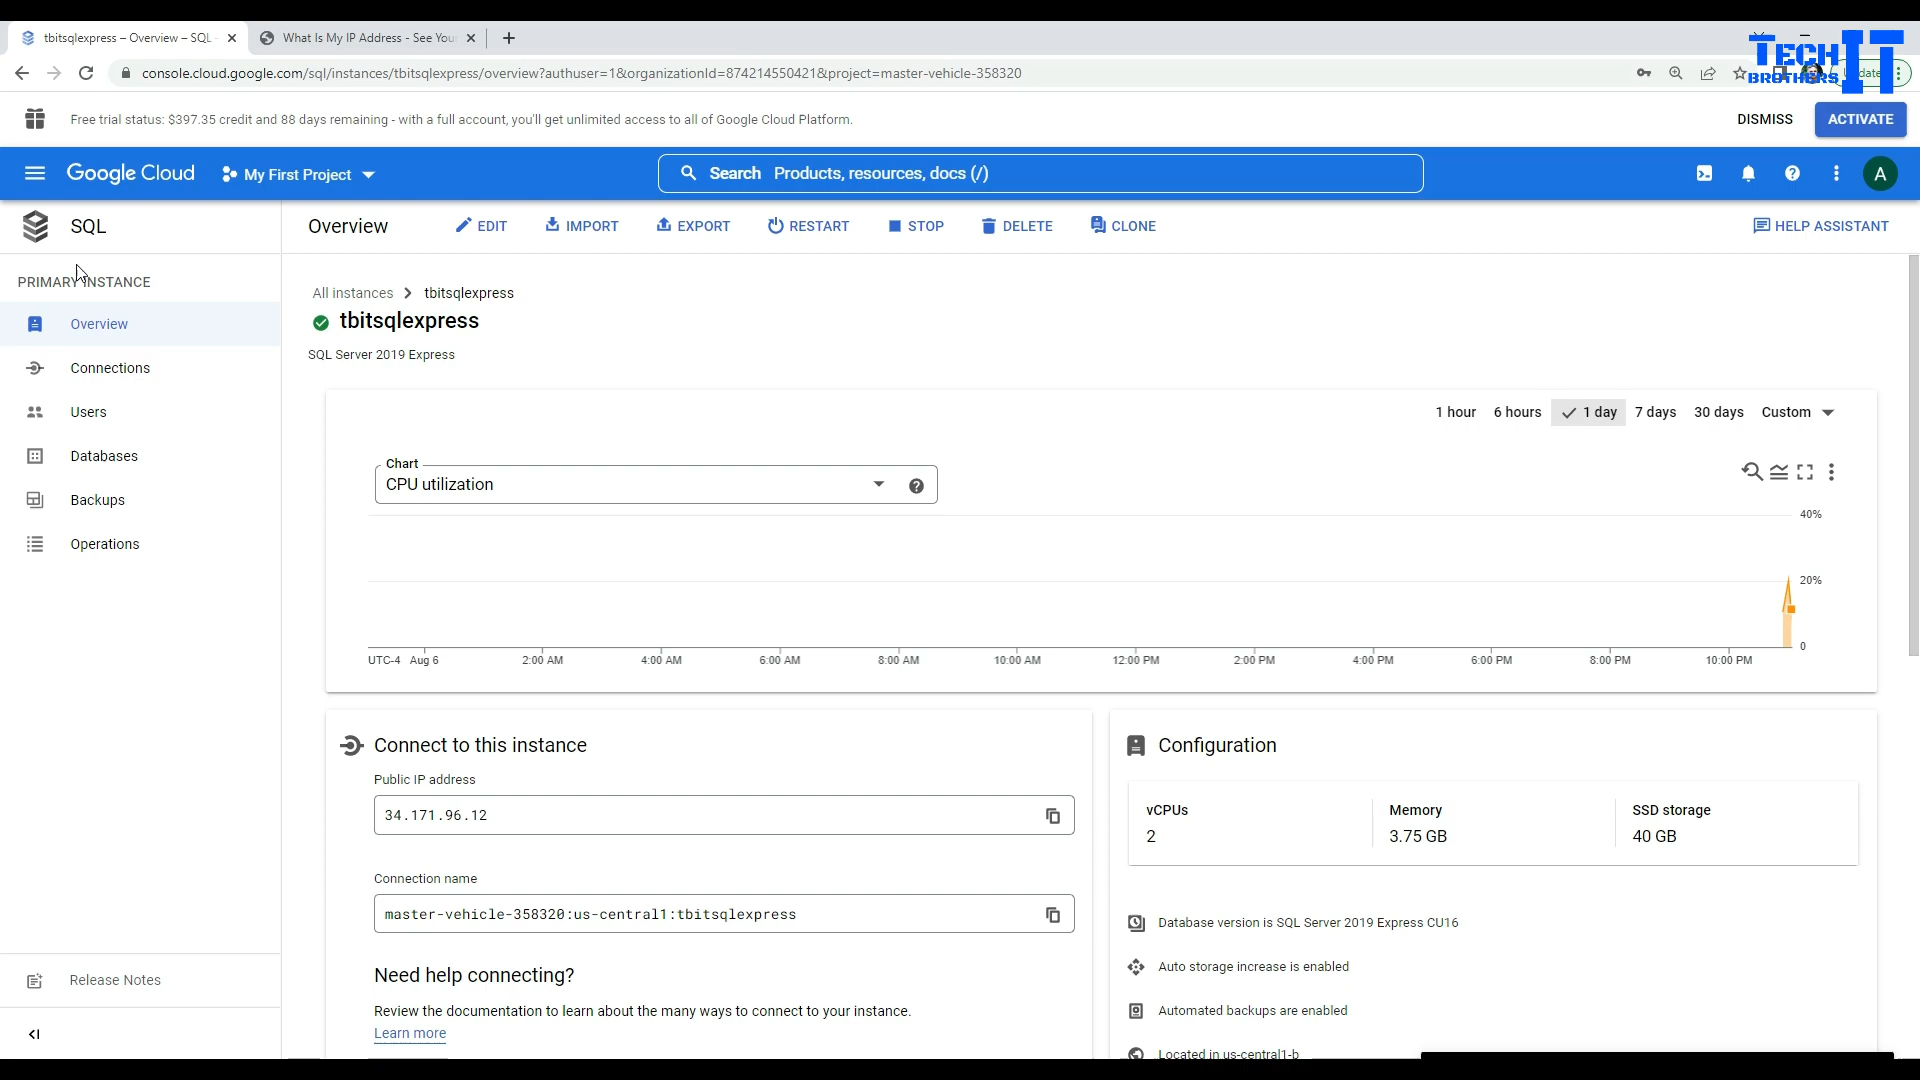 tbitsqlexpress – Overview – SQL
What Is My IP Address - See You
console.cloud.google.com/sql/instances/tbitsqlexpress/overview?authuser=1&organizationId=874214550421&project=master-vehicle-358320
TECH IT
BROTHERS
Free trial status: $397.35 credit and 88 days remaining - with a full account, you'll get unlimited access to all of Google Cloud Platform.
DISMISS
ACTIVATE
Google Cloud
My First Project
Search Products, resources, docs (/)
A
SQL
Overview
EDIT
IMPORT
EXPORT
RESTART
STOP
DELETE
CLONE
HELP ASSISTANT
PRIMARY INSTANCE
Overview
Connections
Users
Databases
Backups
Operations
Release Notes
All instances > tbitsqlexpress
tbitsqlexpress
SQL Server 2019 Express
1 hour
6 hours
1 day
7 days
30 days
Custom
Chart
CPU utilization
40%
20%
0
UTC-4 Aug 6 2:00 AM 4:00 AM 6:00 AM 8:00 AM 10:00 AM 12:00 PM 2:00 PM 4:00 PM 6:00 PM 8:00 PM 10:00 PM
Connect to this instance
Public IP address
34.171.96.12
Connection name
master-vehicle-358320:us-central1:tbitsqlexpress
Need help connecting?
Review the documentation to learn about the many ways to connect to your instance.
Learn more
Configuration
vCPUs
2
Memory
3.75 GB
SSD storage
40 GB
Database version is SQL Server 2019 Express CU16
Auto storage increase is enabled
Automated backups are enabled
Located in us-central1-b